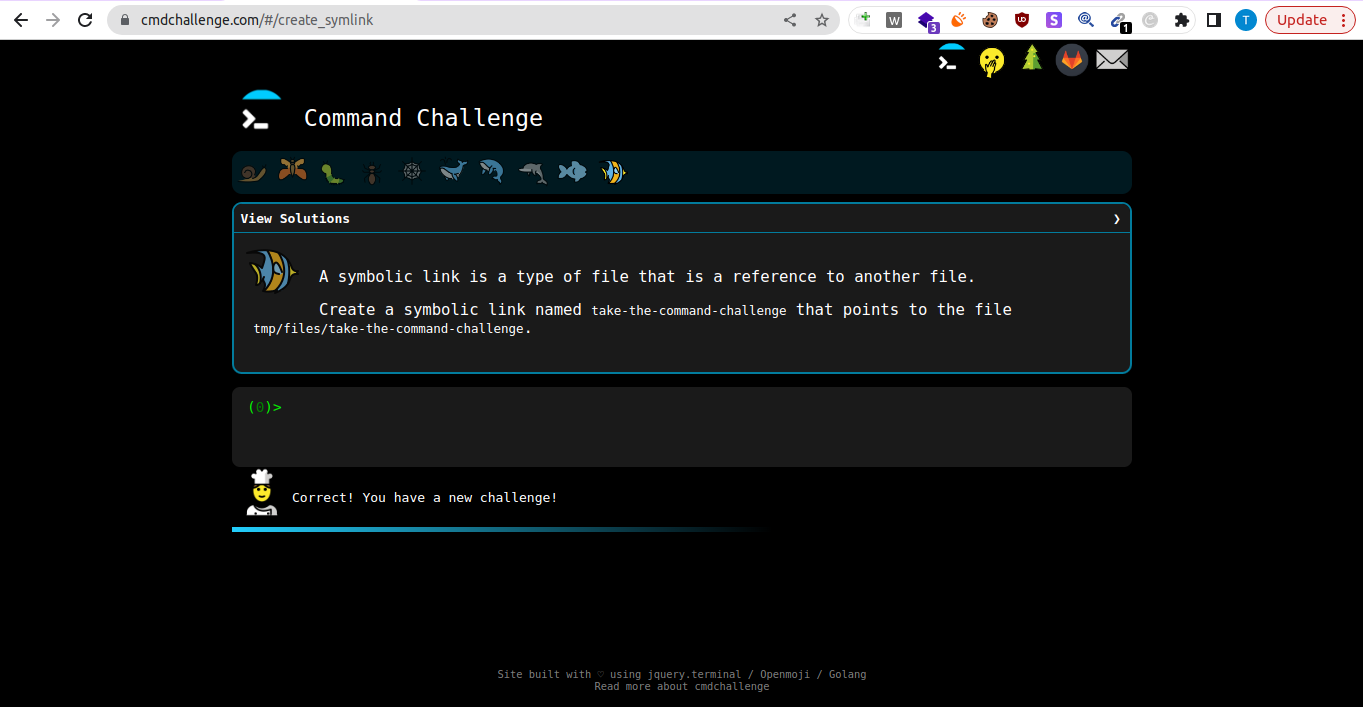 cmdchallenge.com/#/create_symlink
W
3
UD
S
1
C
T
Update
Command Challenge
View Solutions ❯
A symbolic link is a type of file that is a reference to another file.
Create a symbolic link named take-the-command-challenge that points to the file
tmp/files/take-the-command-challenge.
(0)>
Correct! You have a new challenge!
Site built with ♡ using jquery.terminal / Openmoji / Golang
Read more about cmdchallenge